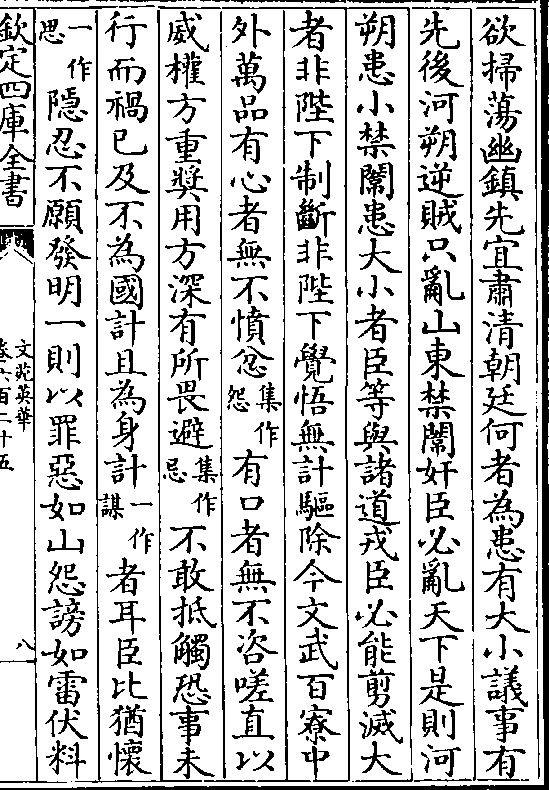 欲掃蕩幽鎮先宜肅清朝廷何者為患有大小議事有
先後河朔逆賊只亂山東禁闈奸臣必亂天下是則河
朔患小禁闈患大小者臣等與諸道戎臣必能剪滅大
者非陛下制斷非陛下覺悟無計驅除今文武百寮中
外萬品有心者無不憤忿集作怨有口者無不咨嗟直以
威權方重奬用方深有所畏避集作忌不敢抵觸恐事未
行而禍已及不為國計且為身計一作謀者耳臣比猶懷
一作思隱忍不願發明一則以罪惡如山怨謗如雷伏料
欽定四庫全書
文苑英華
卷六百二十五
八